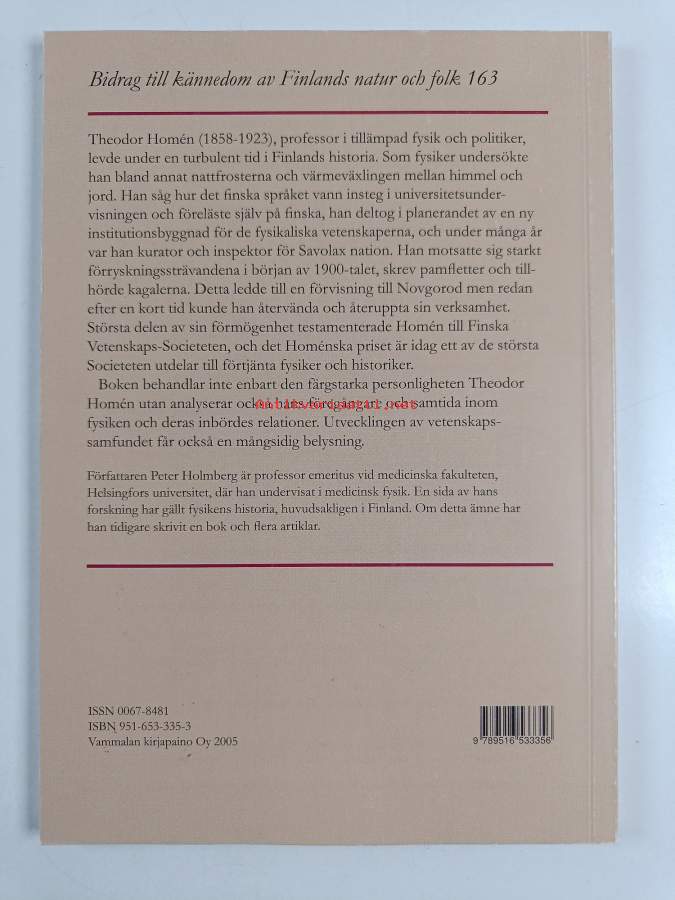 Bidrag till kännedom av Finlands natur och folk 163
Theodor Homén (1858-1923), professor i tillämpad fysik och politiker,
levde under en turbulent tid i Finlands historia. Som fysiker undersökte
han bland annat nattfrosterna och värmeväxlingen mellan himmel och
jord. Han såg hur det finska språket vann insteg i universitetsunder-
visningen och föreläste själv på finska, han deltog i planerandet av en ny
institutionsbyggnad för de fysikaliska vetenskaperna, och under många år
var han kurator och inspektor för Savolax nation. Han motsatte sig starkt
förryskningssträvandena i början av 1900-talet, skrev pamfletter och till-
hörde kagalerna. Detta ledde till en förvisning till Novgorod men redan
efter en kort tid kunde han återvända och återuppta sin verksamhet.
Största delen av sin förmögenhet testamenterade Homén till Finska
Vetenskaps-Societeten, och det Homénska priset är idag ett av de största
Societeten utdelar till förtjänta fysiker och historiker.
Boken behandlar inte enbart den färgstarka personligheten Theodor
Homén utan analyserar också hans föregångare och samtida inom
fysiken och deras inbördes relationer. Utvecklingen av vetenskaps-
samfundet får också en mångsidig belysning.
Författaren Peter Holmberg är professor emeritus vid medicinska fakulteten,
Helsingfors universitet, där han undervisat i medicinsk fysik. En sida av hans
forskning har gällt fysikens historia, huvudsakligen i Finland. Om detta ämne har
han tidigare skrivit en bok och flera artiklar.
ISSN 0067-8481
ISBN 951-653-335-3
Vammalan kirjapaino Oy 2005
9 789516 533356